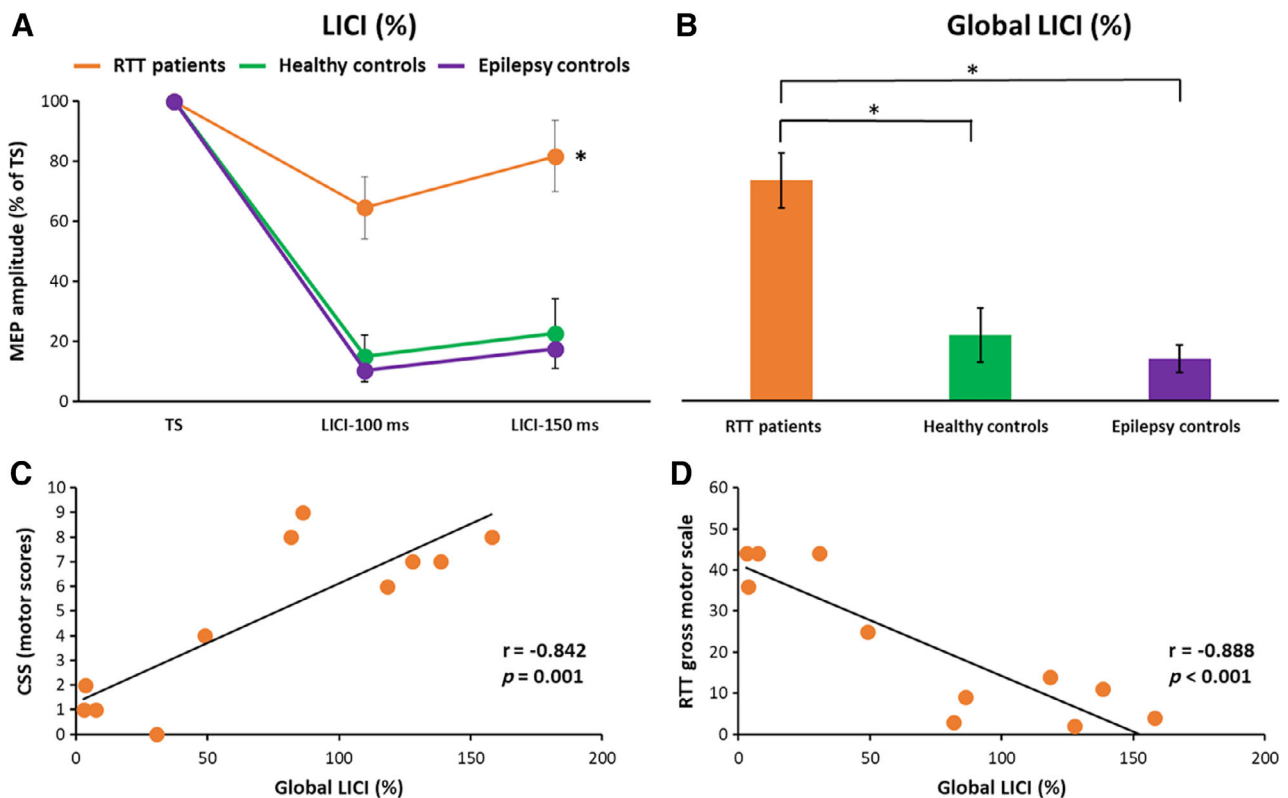 A
LICI (%)
RTT patients
Healthy controls
Epilepsy controls
MEP amplitude (% of TS)
100
80
60
40
20
0
*
TS
LICI-100 ms
LICI-150 ms
B
Global LICI (%)
*
*
RTT patients
Healthy controls
Epilepsy controls
C
CSS (motor scores)
10
9
8
7
6
5
4
3
2
1
0
r = -0.842
p = 0.001
0
50
100
150
200
Global LICI (%)
D
RTT gross motor scale
60
50
40
30
20
10
0
r = -0.888
p < 0.001
0
50
100
150
200
Global LICI (%)